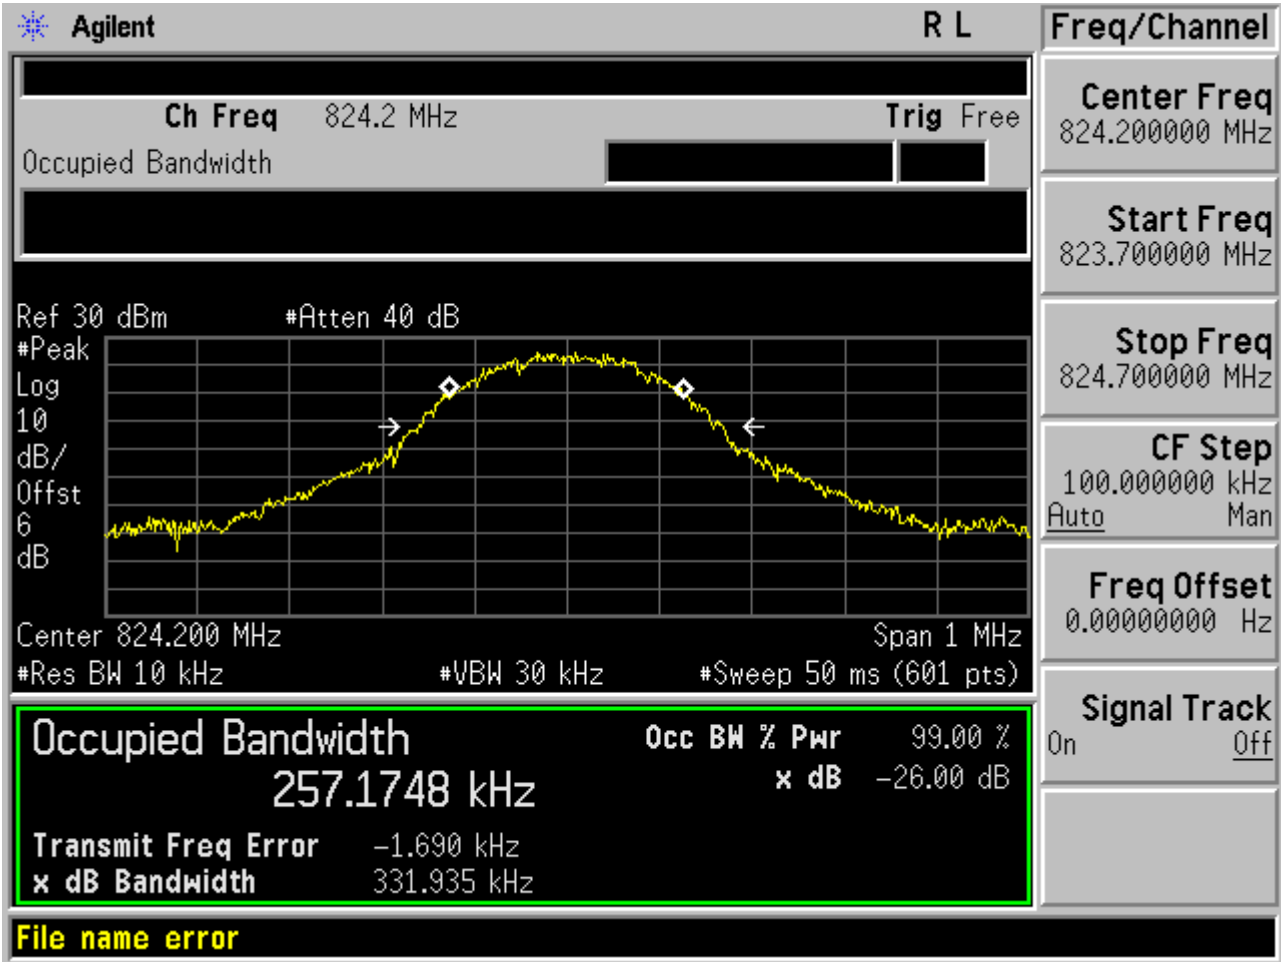 Agilent R L Freq/Channel
Ch Freq 824.2 MHz Trig Free
Occupied Bandwidth
Center Freq
824.200000 MHz
Start Freq
823.700000 MHz
Stop Freq
824.700000 MHz
CF Step
100.000000 kHz
Auto Man
Freq Offset
0.00000000 Hz
Signal Track
On Off
Ref 30 dBm #Atten 40 dB
#Peak
Log
10
dB/
Offst
6
dB
Center 824.200 MHz Span 1 MHz
#Res BW 10 kHz #VBW 30 kHz #Sweep 50 ms (601 pts)
Occupied Bandwidth Occ BW % Pwr 99.00 %
257.1748 kHz x dB -26.00 dB
Transmit Freq Error -1.690 kHz
x dB Bandwidth 331.935 kHz
File name error